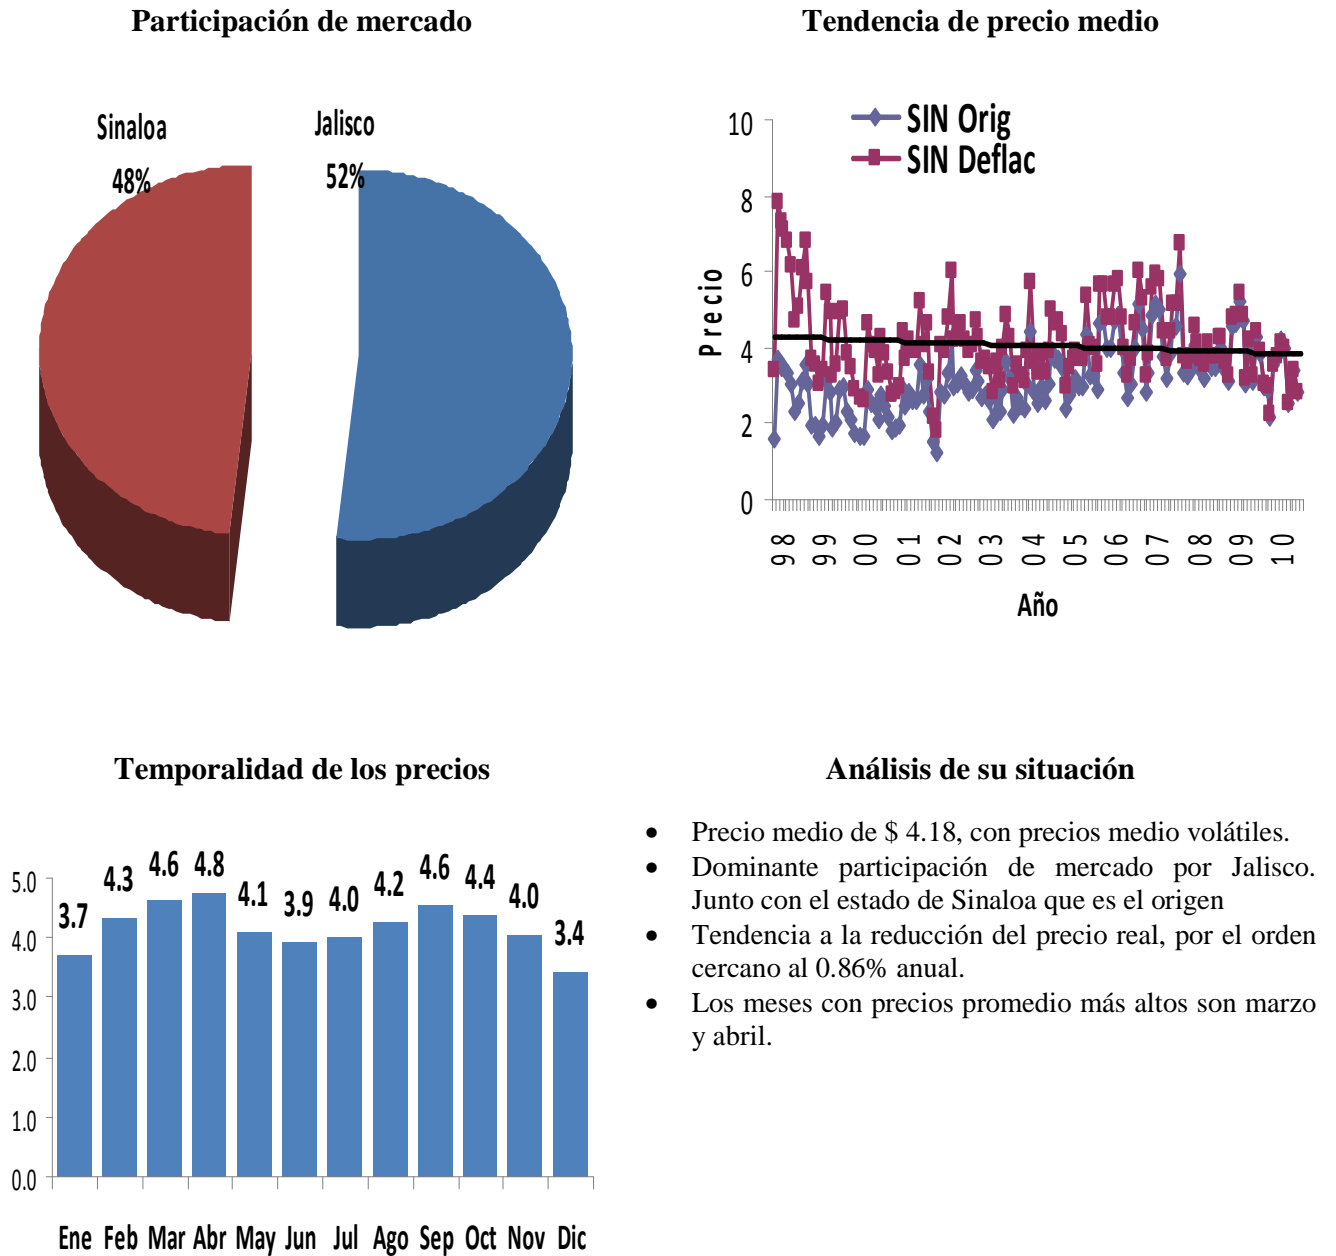 Participación de mercado
Sinaloa
48%
Jalisco
52%
Tendencia de precio medio
SIN Orig
SIN Deflac
10
8
6
4
2
0
Precio
98 99 00 01 02 03 04 05 06 07 08 09 10
Año
Temporalidad de los precios
5.0
4.0
3.0
2.0
1.0
0.0
3.7 4.3 4.6 4.8 4.1 3.9 4.0 4.2 4.6 4.4 4.0 3.4
Ene Feb Mar Abr May Jun Jul Ago Sep Oct Nov Dic
Análisis de su situación
• Precio medio de $ 4.18, con precios medio volátiles.
• Dominante participación de mercado por Jalisco.
Junto con el estado de Sinaloa que es el origen
• Tendencia a la reducción del precio real, por el orden
cercano al 0.86% anual.
• Los meses con precios promedio más altos son marzo
y abril.